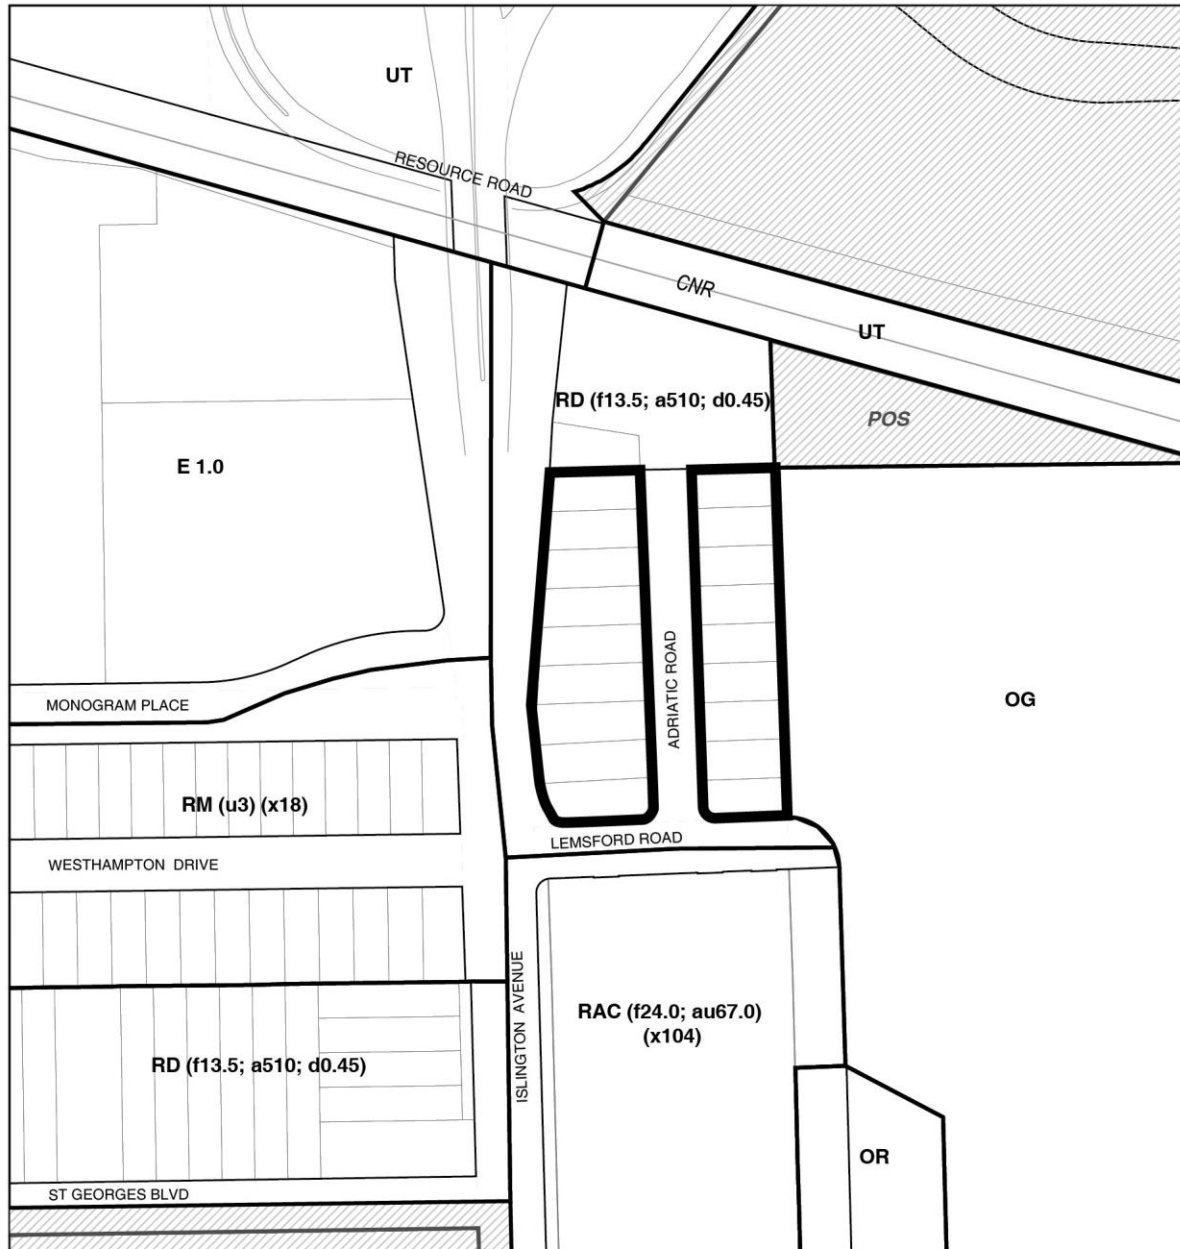 UT
RESOURCE ROAD
CNR
UT
RD (f13.5; a510; d0.45)
POS
E 1.0
ADRIATIC ROAD
OG
MONOGRAM PLACE
RM (u3) (x18)
LEMSFORD ROAD
WESTHAMPTON DRIVE
ISLINGTON AVENUE
RAC (f24.0; au67.0)
(x104)
RD (f13.5; a510; d0.45)
OR
ST GEORGES BLVD